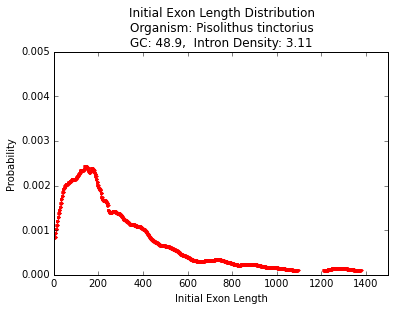 Initial Exon Length Distribution
Organism: Pisolithus tinctorius
GC: 48.9, Intron Density: 3.11
0.005
0.004
0.003
0.002
0.001
0.000
Probability
0 200 400 600 800 1000 1200 1400
Initial Exon Length